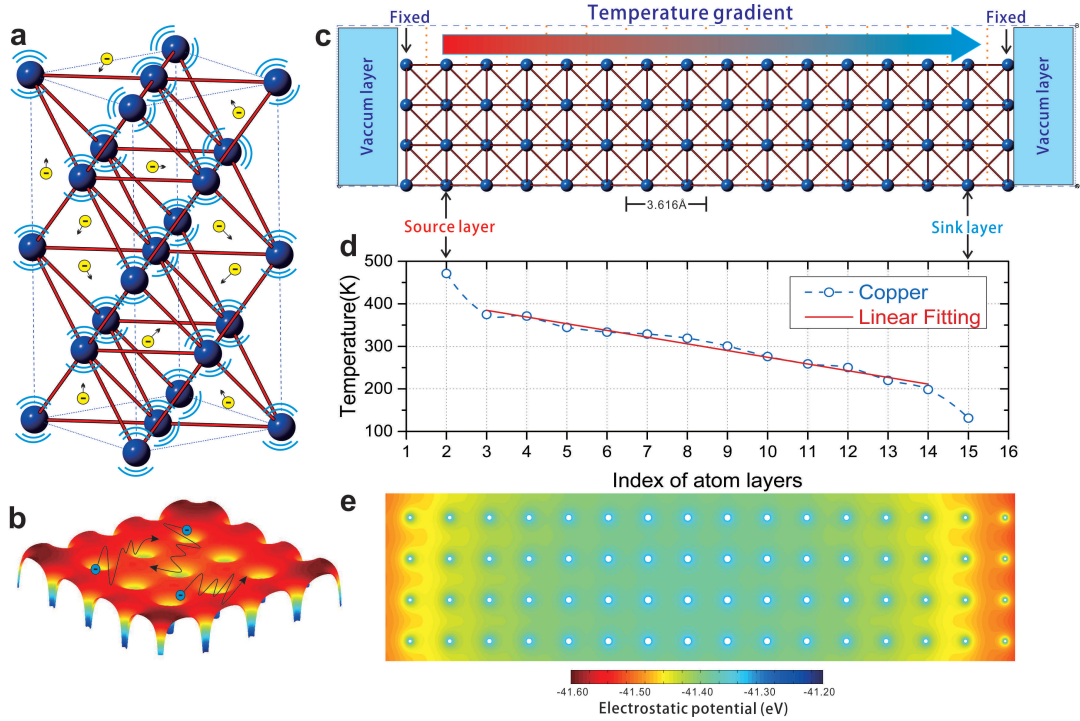 a
b
c
Fixed
Temperature gradient
Fixed
Vaccum layer
Vaccum layer
3.616Å
Source layer
Sink layer
d
500
400
300
200
100
Temperature(K)
Copper
Linear Fitting
1 2 3 4 5 6 7 8 9 10 11 12 13 14 15 16
Index of atom layers
e
-41.60 -41.50 -41.40 -41.30 -41.20
Electrostatic potential (eV)